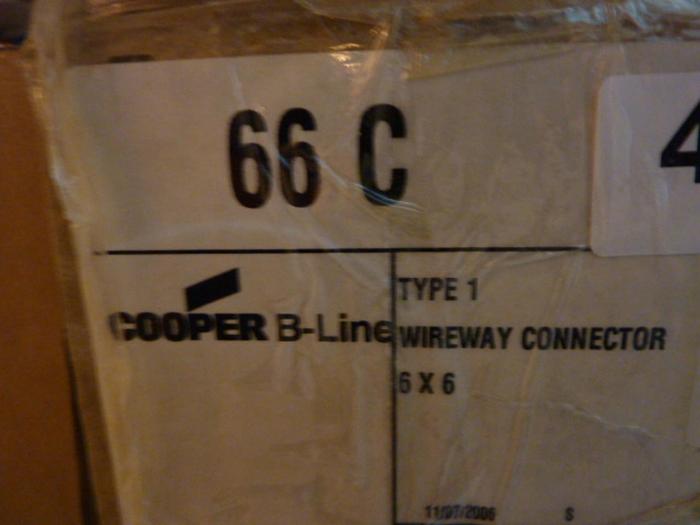 66 C
4
COOPER B-Line
TYPE 1
WIREWAY CONNECTOR
6 X 6
11/07/2006 S